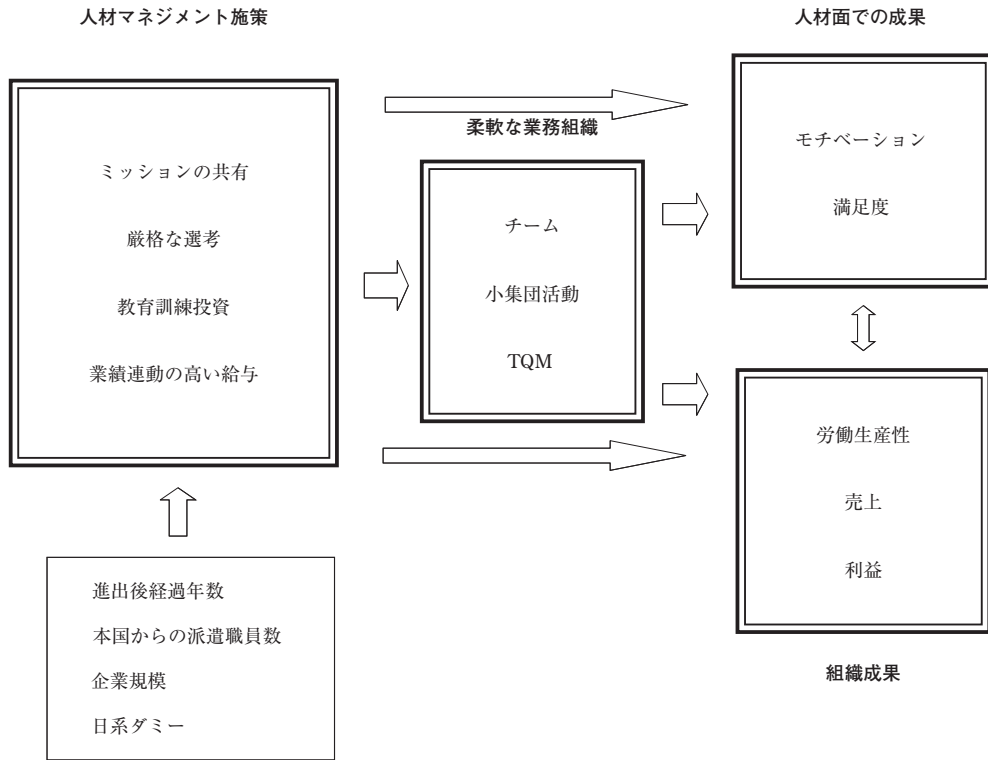 人材マネジメント施策
人材面での成果
ミッションの共有
厳格な選考
教育訓練投資
業績連動の高い給与
柔軟な業務組織
チーム
小集団活動
TQM
モチベーション
満足度
労働生産性
売上
利益
組織成果
進出後経過年数
本国からの派遣職員数
企業規模
日系ダミー